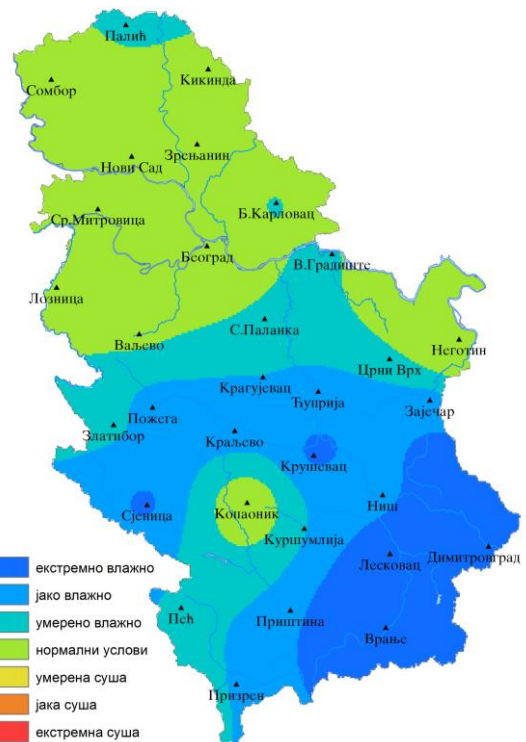 Палић
Кикинда
Сомбор
Зрењанин
Нови Сад
Б.Карловац
Ср.Митровица
Београд
В.Градиште
Лозница
С.Паланка
Ваљево
Неготин
Црни Врх
Крагујевац
Ћуприја
Зајечар
Пожега
Златибор
Краљево
Крушевац
Копаоник
Ниш
Сјеница
Куршумлија
Димитровград
Лесковац
Пећ
Приштина
Врање
Призрен
екстремно влажно
јако влажно
умерено влажно
нормални услови
умерена суша
јака суша
екстремна суша